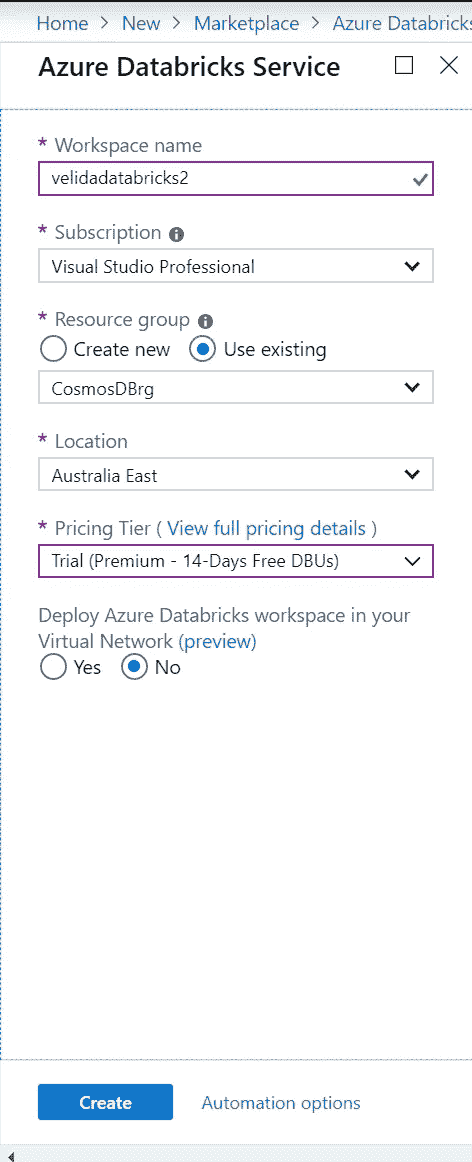 Home > New > Marketplace > Azure Databricks
Azure Databricks Service
* Workspace name
velidadatabricks2
* Subscription
Visual Studio Professional
* Resource group
Create new Use existing
CosmosDBrg
* Location
Australia East
* Pricing Tier ( View full pricing details )
Trial (Premium - 14-Days Free DBUs)
Deploy Azure Databricks workspace in your
Virtual Network (preview)
Yes No
Create Automation options